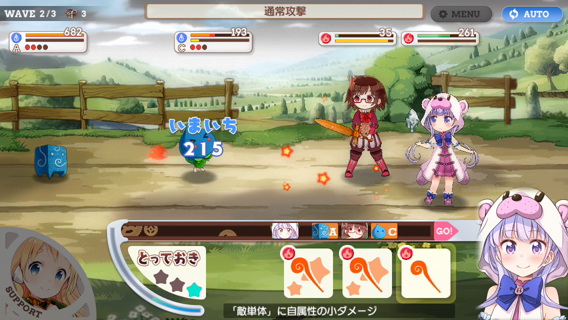 WAVE 2/3 3
通常攻撃
MENU
AUTO
682
A
193
C
35
261
いまいち
215
A
C
GO!
とっておき
SUPPORT
「敵単体」に自属性の小ダメージ